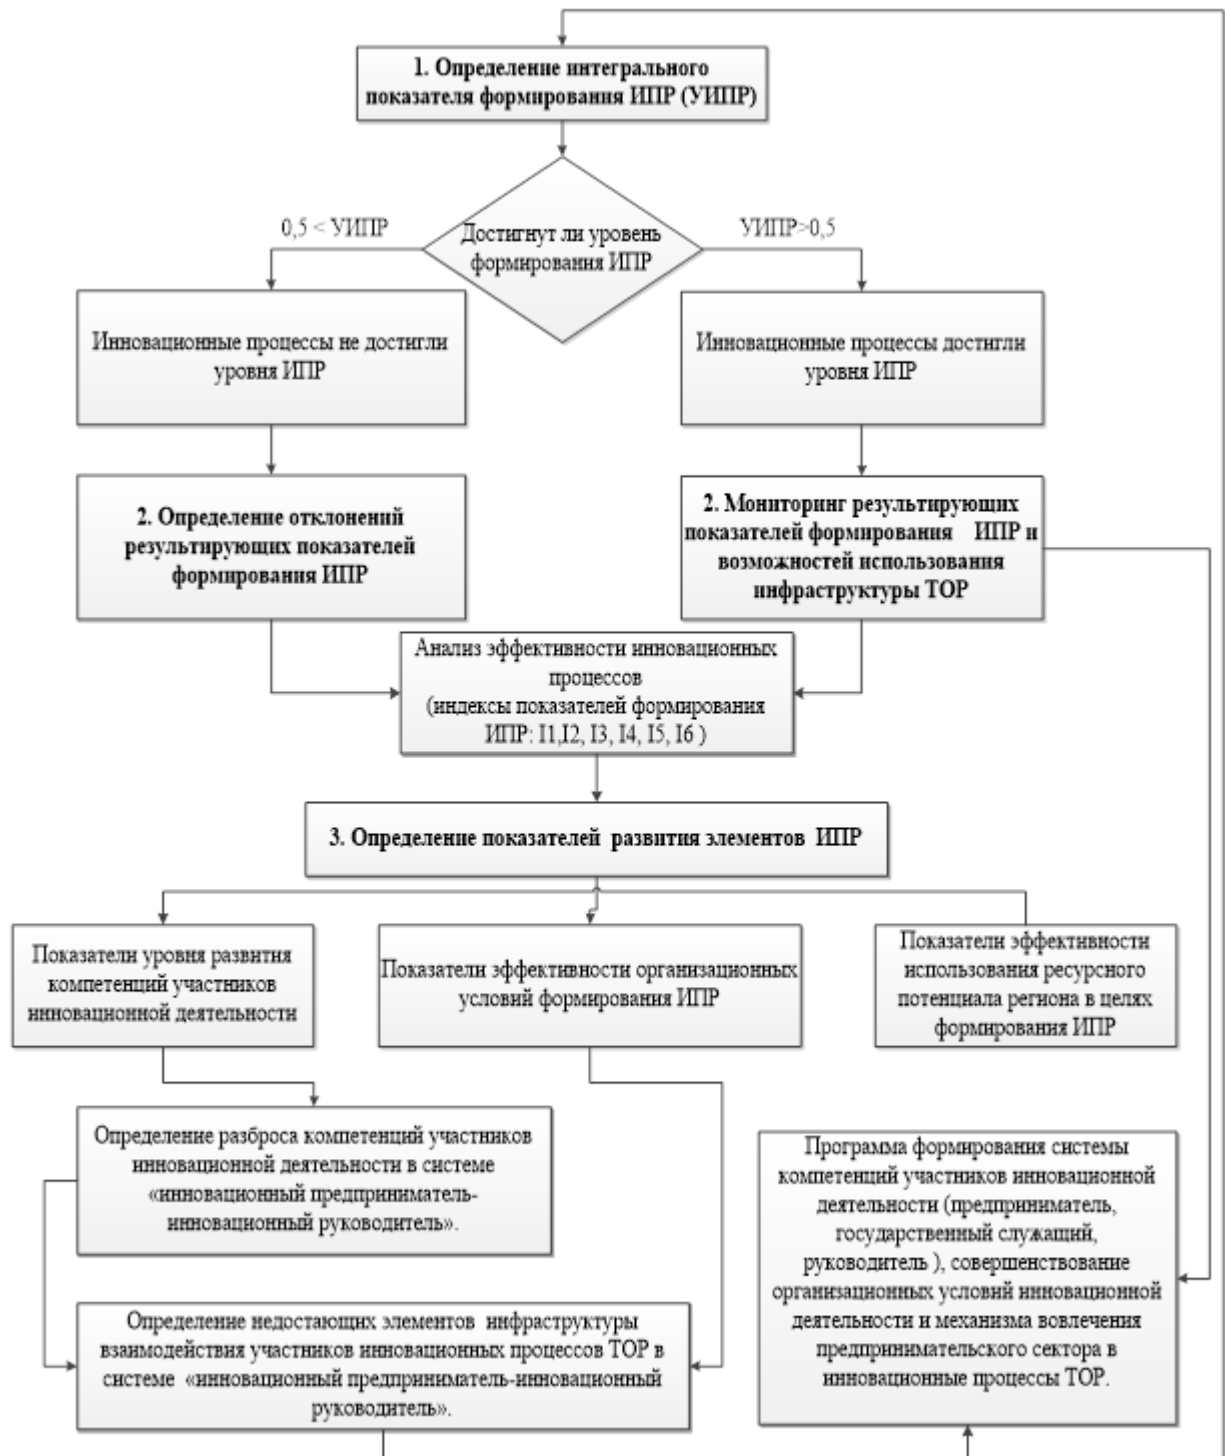 1. Определение интегрального
показателя формирования ИПР (УИПР)
0,5 < УИПР
УИПР>0,5
Достигнут ли уровень
формирования ИПР
Инновационные процессы не достигли
уровня ИПР
Инновационные процессы достигли
уровня ИПР
2. Определение отклонений
результирующих показателей
формирования ИПР
2. Мониторинг результирующих
показателей формирования ИПР и
возможностей использования
инфраструктуры ТОР
Анализ эффективности инновационных
процессов
(индексы показателей формирования
ИПР: I1,I2, I3, I4, I5, I6 )
3. Определение показателей развития элементов ИПР
Показатели уровня развития
компетенций участников
инновационной деятельности
Показатели эффективности организационных
условий формирования ИПР
Показатели эффективности
использования ресурсного
потенциала региона в целях
формирования ИПР
Определение разброса компетенций участников
инновационной деятельности в системе
«инновационный предприниматель-
инновационный руководитель».
Определение недостающих элементов инфраструктуры
взаимодействия участников инновационных процессов ТОР в
системе «инновационный предприниматель-инновационный
руководитель».
Программа формирования системы
компетенций участников инновационной
деятельности (предприниматель,
государственный служащий,
руководитель ), совершенствование
организационных условий инновационной
деятельности и механизма вовлечения
предпринимательского сектора в
инновационные процессы ТОР.